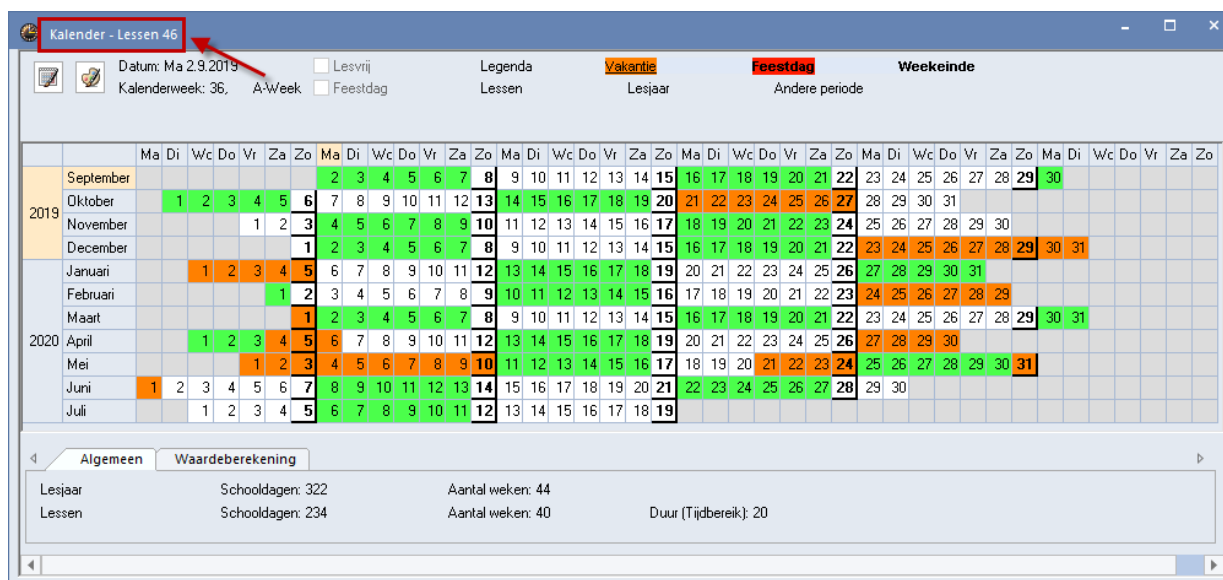 Kalender - Lessen 46
Datum: Ma 2.9.2019 Lesvrij Legenda Vakantie Feestdag Weekeinde
Kalenderweek: 36, A-Week Feestdag Lessen Lesjaar Andere periode
Ma Di Wc Do Vr Za Zo Ma Di Wc Do Vr Za Zo Ma Di Wc Do Vr Za Zo Ma Di Wc Do Vr Za Zo Ma Di Wc Do Vr Za Zo Ma Di Wc Do Vr Za Zo
2019
September 2 3 4 5 6 7 8 9 10 11 12 13 14 15 16 17 18 19 20 21 22 23 24 25 26 27 28 29 30
Oktober 1 2 3 4 5 6 7 8 9 10 11 12 13 14 15 16 17 18 19 20 21 22 23 24 25 26 27 28 29 30 31
November 1 2 3 4 5 6 7 8 9 10 11 12 13 14 15 16 17 18 19 20 21 22 23 24 25 26 27 28 29 30
December 1 2 3 4 5 6 7 8 9 10 11 12 13 14 15 16 17 18 19 20 21 22 23 24 25 26 27 28 29 30 31
2020
Januari 1 2 3 4 5 6 7 8 9 10 11 12 13 14 15 16 17 18 19 20 21 22 23 24 25 26 27 28 29 30 31
Februari 1 2 3 4 5 6 7 8 9 10 11 12 13 14 15 16 17 18 19 20 21 22 23 24 25 26 27 28 29
Maart 1 2 3 4 5 6 7 8 9 10 11 12 13 14 15 16 17 18 19 20 21 22 23 24 25 26 27 28 29 30 31
April 1 2 3 4 5 6 7 8 9 10 11 12 13 14 15 16 17 18 19 20 21 22 23 24 25 26 27 28 29 30
Mei 1 2 3 4 5 6 7 8 9 10 11 12 13 14 15 16 17 18 19 20 21 22 23 24 25 26 27 28 29 30 31
Juni 1 2 3 4 5 6 7 8 9 10 11 12 13 14 15 16 17 18 19 20 21 22 23 24 25 26 27 28 29 30
Juli 1 2 3 4 5 6 7 8 9 10 11 12 13 14 15 16 17 18 19
Algemeen Waardeberekening
Lesjaar Schooldagen: 322 Aantal weken: 44
Lessen Schooldagen: 234 Aantal weken: 40 Duur (Tijdbereik): 20